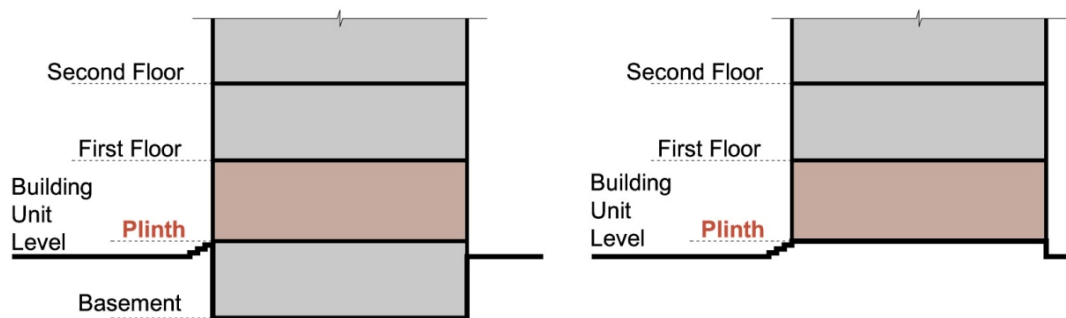 Second Floor
First Floor
Building
Unit
Level
Plinth
Basement
Second Floor
First Floor
Building
Unit
Level
Plinth